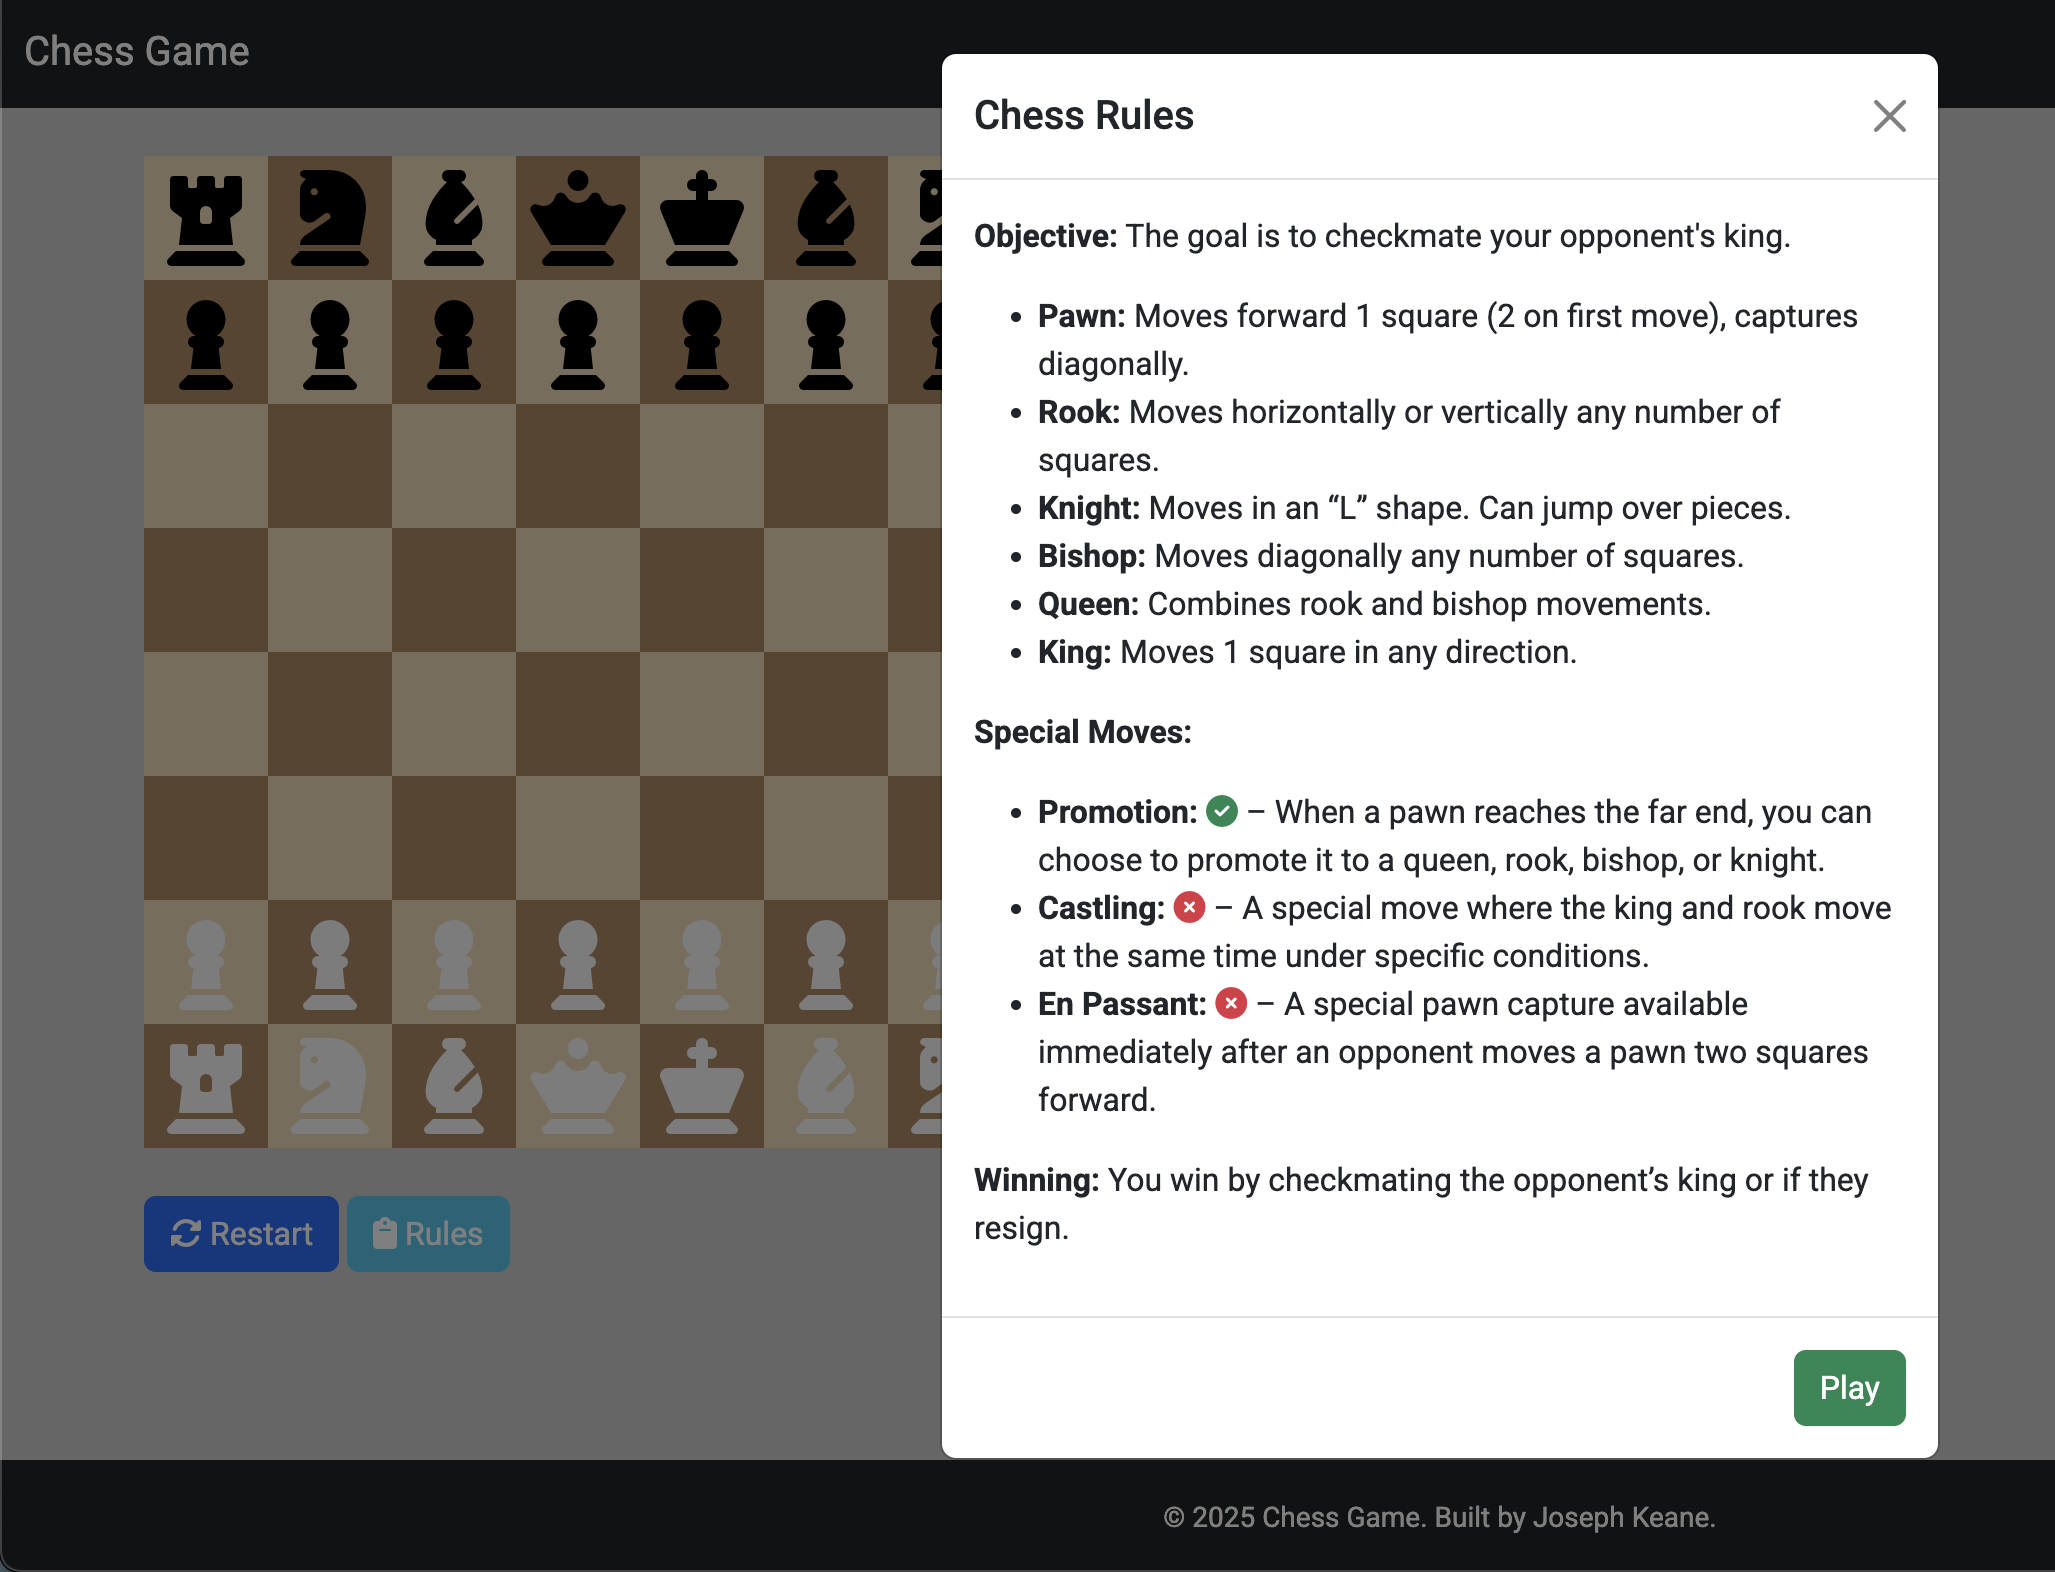 Chess Game
Chess Rules
Objective: The goal is to checkmate your opponent's king.
Pawn: Moves forward 1 square (2 on first move), captures
diagonally.
Rook: Moves horizontally or vertically any number of
squares.
Knight: Moves in an “L” shape. Can jump over pieces.
Bishop: Moves diagonally any number of squares.
Queen: Combines rook and bishop movements.
King: Moves 1 square in any direction.
Special Moves:
Promotion: – When a pawn reaches the far end, you can
choose to promote it to a queen, rook, bishop, or knight.
Castling: – A special move where the king and rook move
at the same time under specific conditions.
En Passant: – A special pawn capture available
immediately after an opponent moves a pawn two squares
forward.
Winning: You win by checkmating the opponent’s king or if they
resign.
Restart
Rules
Play
© 2025 Chess Game. Built by Joseph Keane.